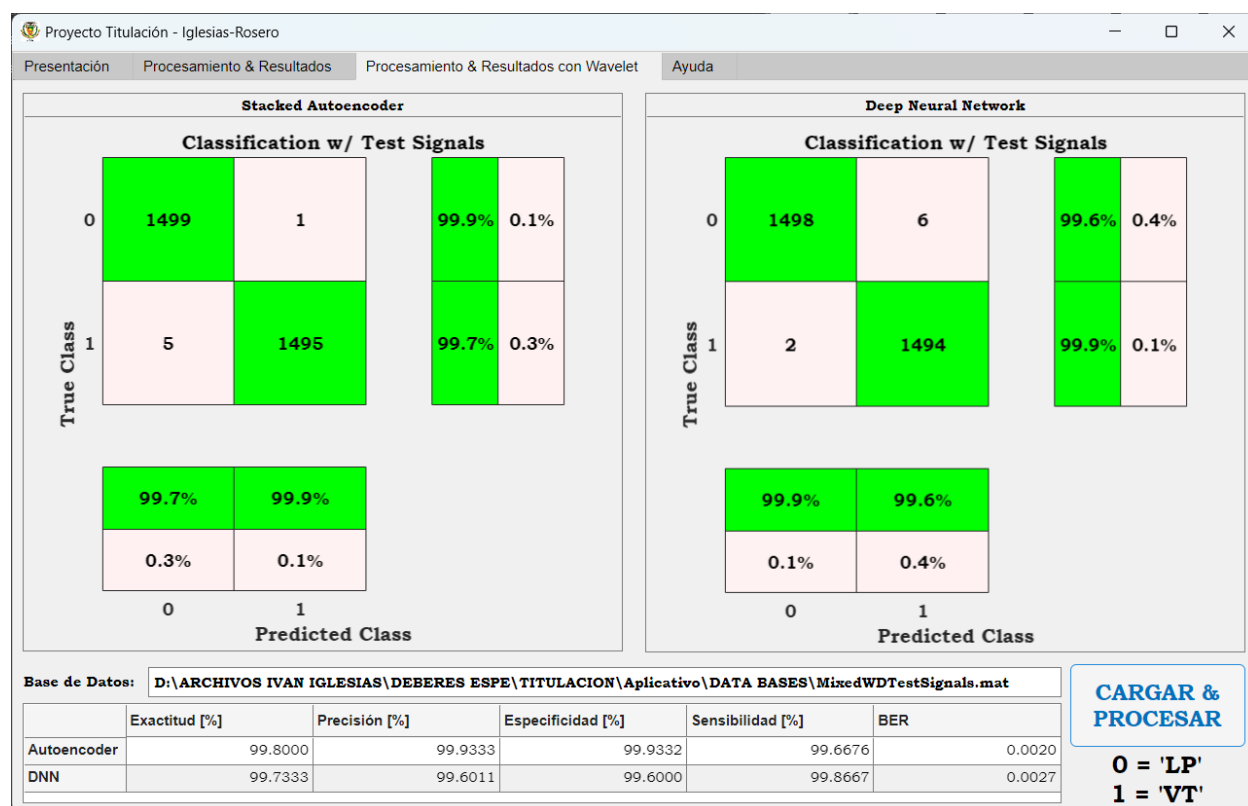 Proyecto Titulación - Iglesias-Rosero
Presentación Procesamiento & Resultados Procesamiento & Resultados con Wavelet Ayuda
Stacked Autoencoder
Classification w/ Test Signals
0 1499 1 99.9% 0.1%
1 5 1495 99.7% 0.3%
True Class
99.7% 99.9%
0.3% 0.1%
0 1
Predicted Class
Deep Neural Network
Classification w/ Test Signals
0 1498 6 99.6% 0.4%
1 2 1494 99.9% 0.1%
True Class
99.9% 99.6%
0.1% 0.4%
0 1
Predicted Class
Base de Datos: D:\ARCHIVOS IVAN IGLESIAS\DEBERES ESPE\TITULACION\Aplicativo\DATA BASES\MixedWDTestSignals.mat
Exactitud [%] Precisión [%] Especificidad [%] Sensibilidad [%] BER
Autoencoder 99.8000 99.9333 99.9332 99.6676 0.0020
DNN 99.7333 99.6011 99.6000 99.8667 0.0027
CARGAR &
PROCESAR
0 = 'LP'
1 = 'VT'